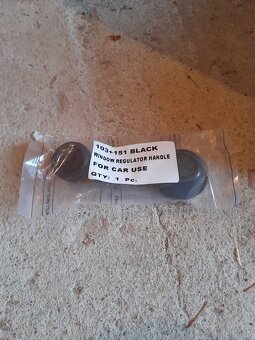 103+151 BLACK
WINDOW REGULATOR HANDLE
FOR CAR USE
QTY: 1 Pc.